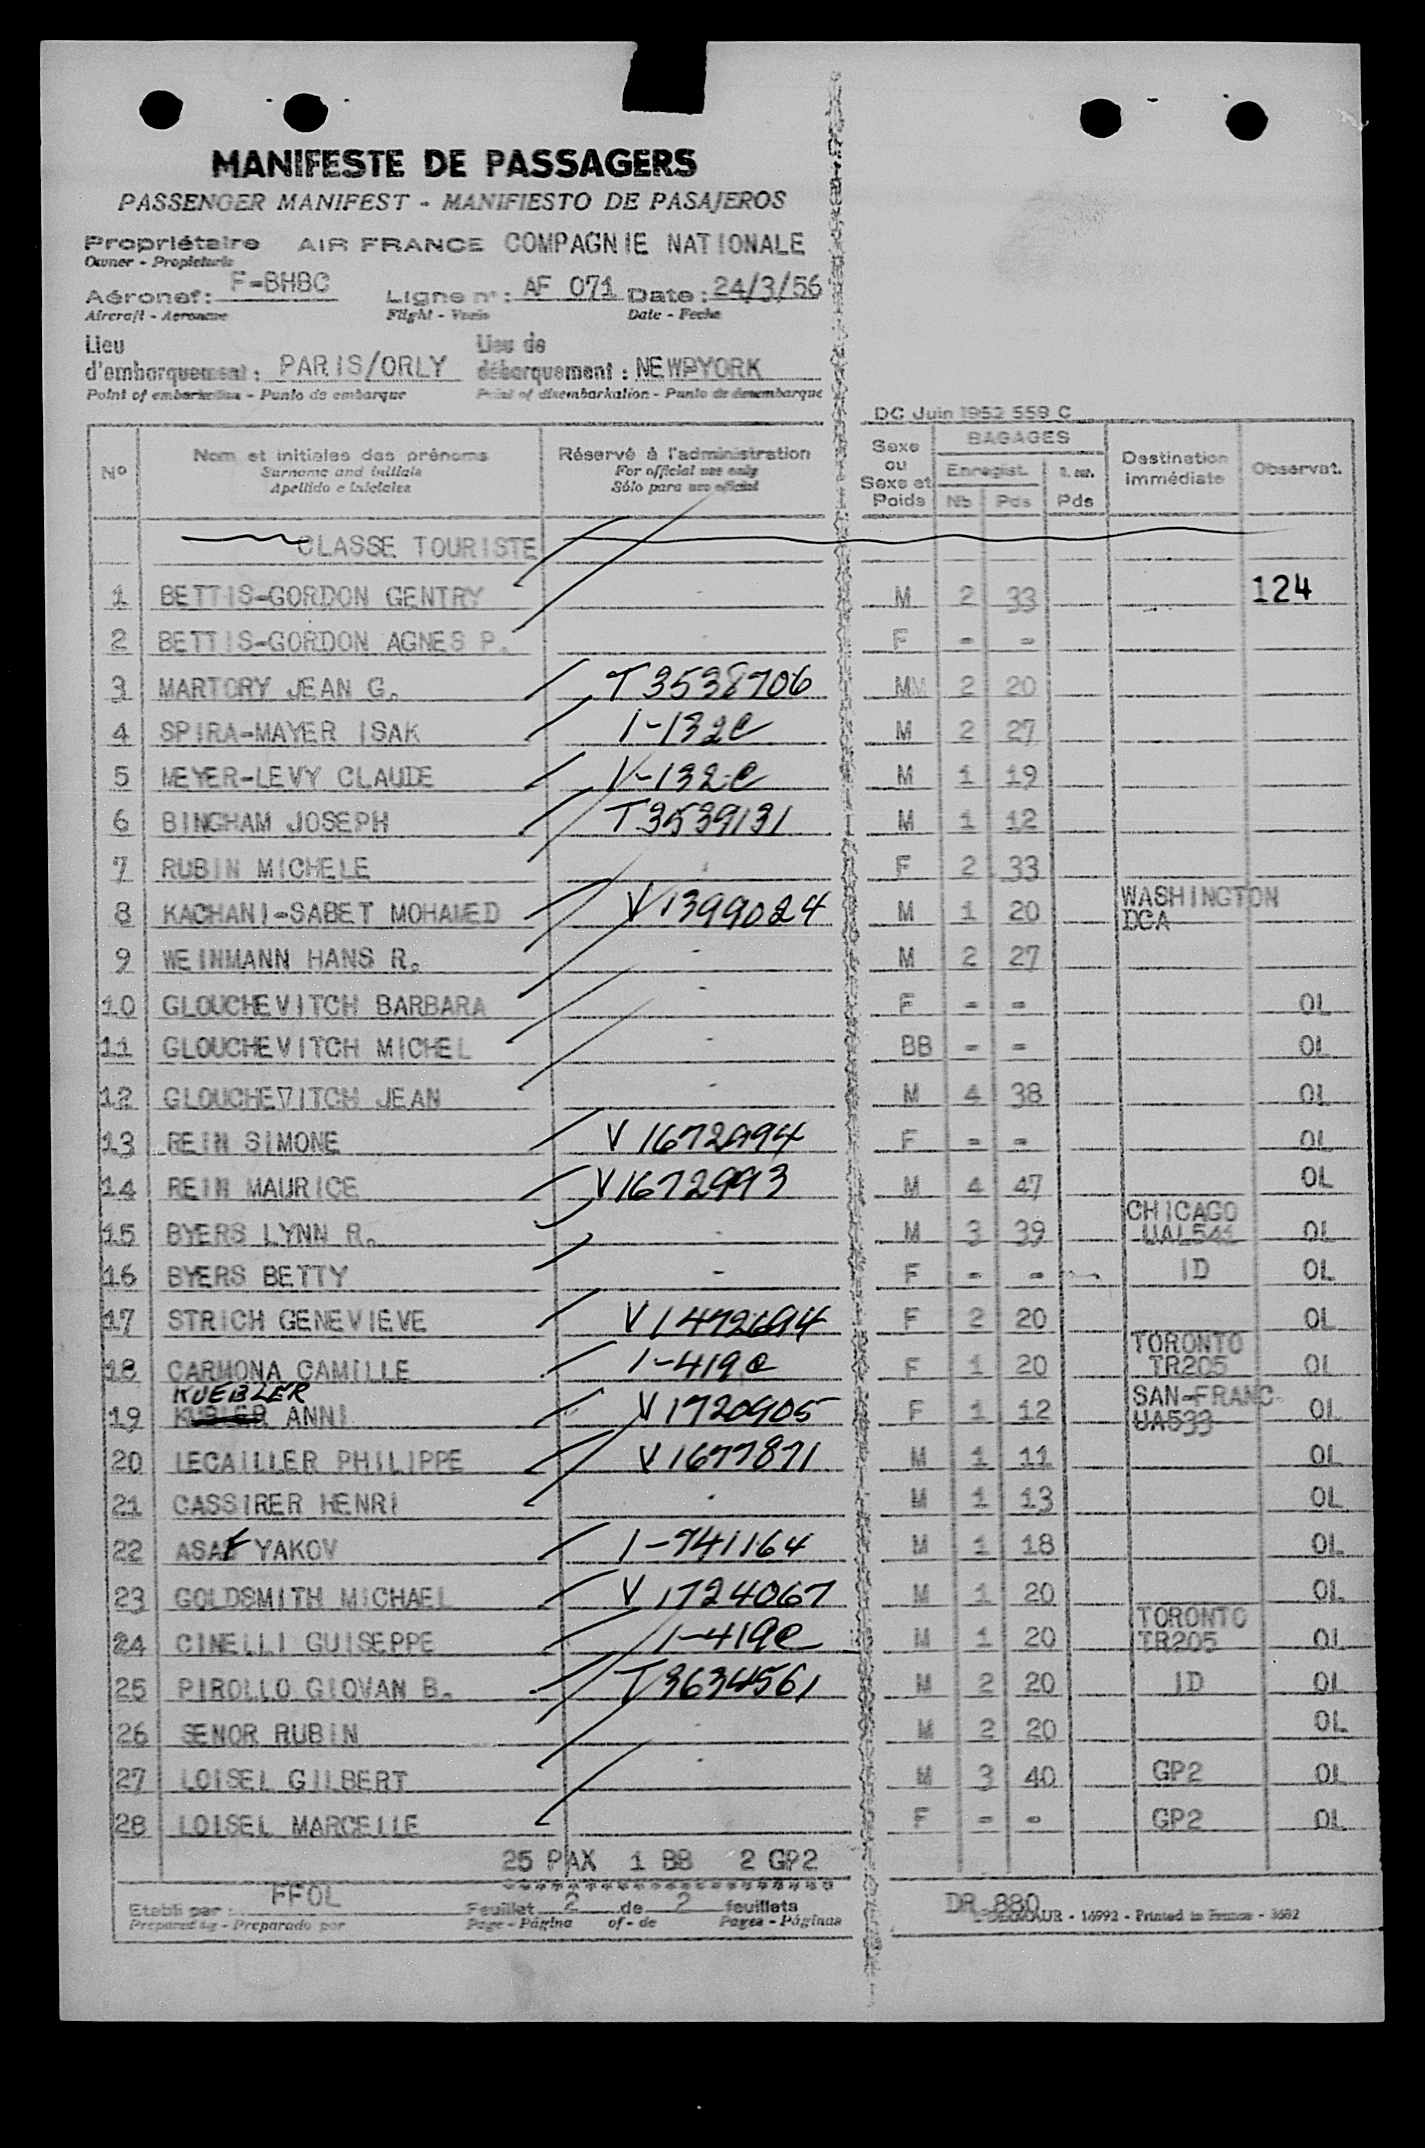 MANIFESTE DE PASSAGERS
PASSENGER MANIFEST - MANIFIESTO DE PASAJEROS
Propriétaire AIR FRANCE COMPAGNIE NATIONALE
Owner - Propietario
Aéronef : F-BHBC Ligne n° : AF 071 Date : 24/3/56
Aircraft - Aeronave Flight - Date - Fecha
Lieu d'embarquement : PARIS/ORLY Lieu de débarquement : NEW YORK
Point of embarkation - Punto de embarque Point of disembarkation - Punto de desembarque
DC Juin 1952 559 C
Nº Nom et initiales des prénoms Réservé à l'administration Sexe ou Sexe et Poids BAGAGES Destination immédiate Observat.
Surname and initials For official use only Enregist.
Apellido e iniciales Sólo para uso oficial Nb Pds Pds
CLASSE TOURISTE
1 BETTIS-GORDON GENTRY - M 2 33 124
2 BETTIS-GORDON AGNES P. - F - -
3 MARTORY JEAN G. T3538706 M 2 20
4 SPIRA-MAYER ISAK 1-132C M 2 27
5 MEYER-LEVY CLAUDE 1-132C M 1 19
6 BINGHAM JOSEPH T3539131 M 1 12
7 RUBIN MICHELE - F 2 33
8 KACHANI-SABET MOHAMED V1399024 M 1 20 WASHINGTON DCA
9 WEINMANN HANS R. - M 2 27
10 GLOUCHEVITCH BARBARA - F - - OL
11 GLOUCHEVITCH MICHEL - BB - - OL
12 GLOUCHEVITCH JEAN - M 4 38 OL
13 REIN SIMONE V 1672994 F - - OL
14 REIN MAURICE V1672993 M 4 47 OL
15 BYERS LYNN R. - M 3 39 CHICAGO UAL541 OL
16 BYERS BETTY - F - - ID OL
17 STRICH GENEVIEVE V1472694 F 2 20 OL
18 CARMONA CAMILLE 1-419C F 1 20 TORONTO TR205 OL
KUEBLER
19 KUBLER ANNI V1720905 F 1 12 SAN-FRANC UA533 OL
20 LECAILLER PHILIPPE V1677871 M 1 11 OL
21 CASSIRER HENRI - M 1 13 OL
22 ASAF YAKOV 1-741164 M 1 18 OL
23 GOLDSMITH MICHAEL V1724067 M 1 20 OL
24 CINELLI GUISEPPE 1-419C M 1 20 TORONTO TR205 OL
25 PIROLLO GIOVAN B. T3634561 M 2 20 ID OL
26 SENOR RUBIN - M 2 20 OL
27 LOISEL GILBERT - M 3 40 GP2 OL
28 LOISEL MARCELLE F - - GP2 OL
25 PAX 1 BB 2 GP2
Etabli par : FFOL Feuillet 2 de 2 feuillets DR 880
Prepared by - Preparado por Page - Página of - de Pages - Páginas - 16992 - Printed in France - 3682